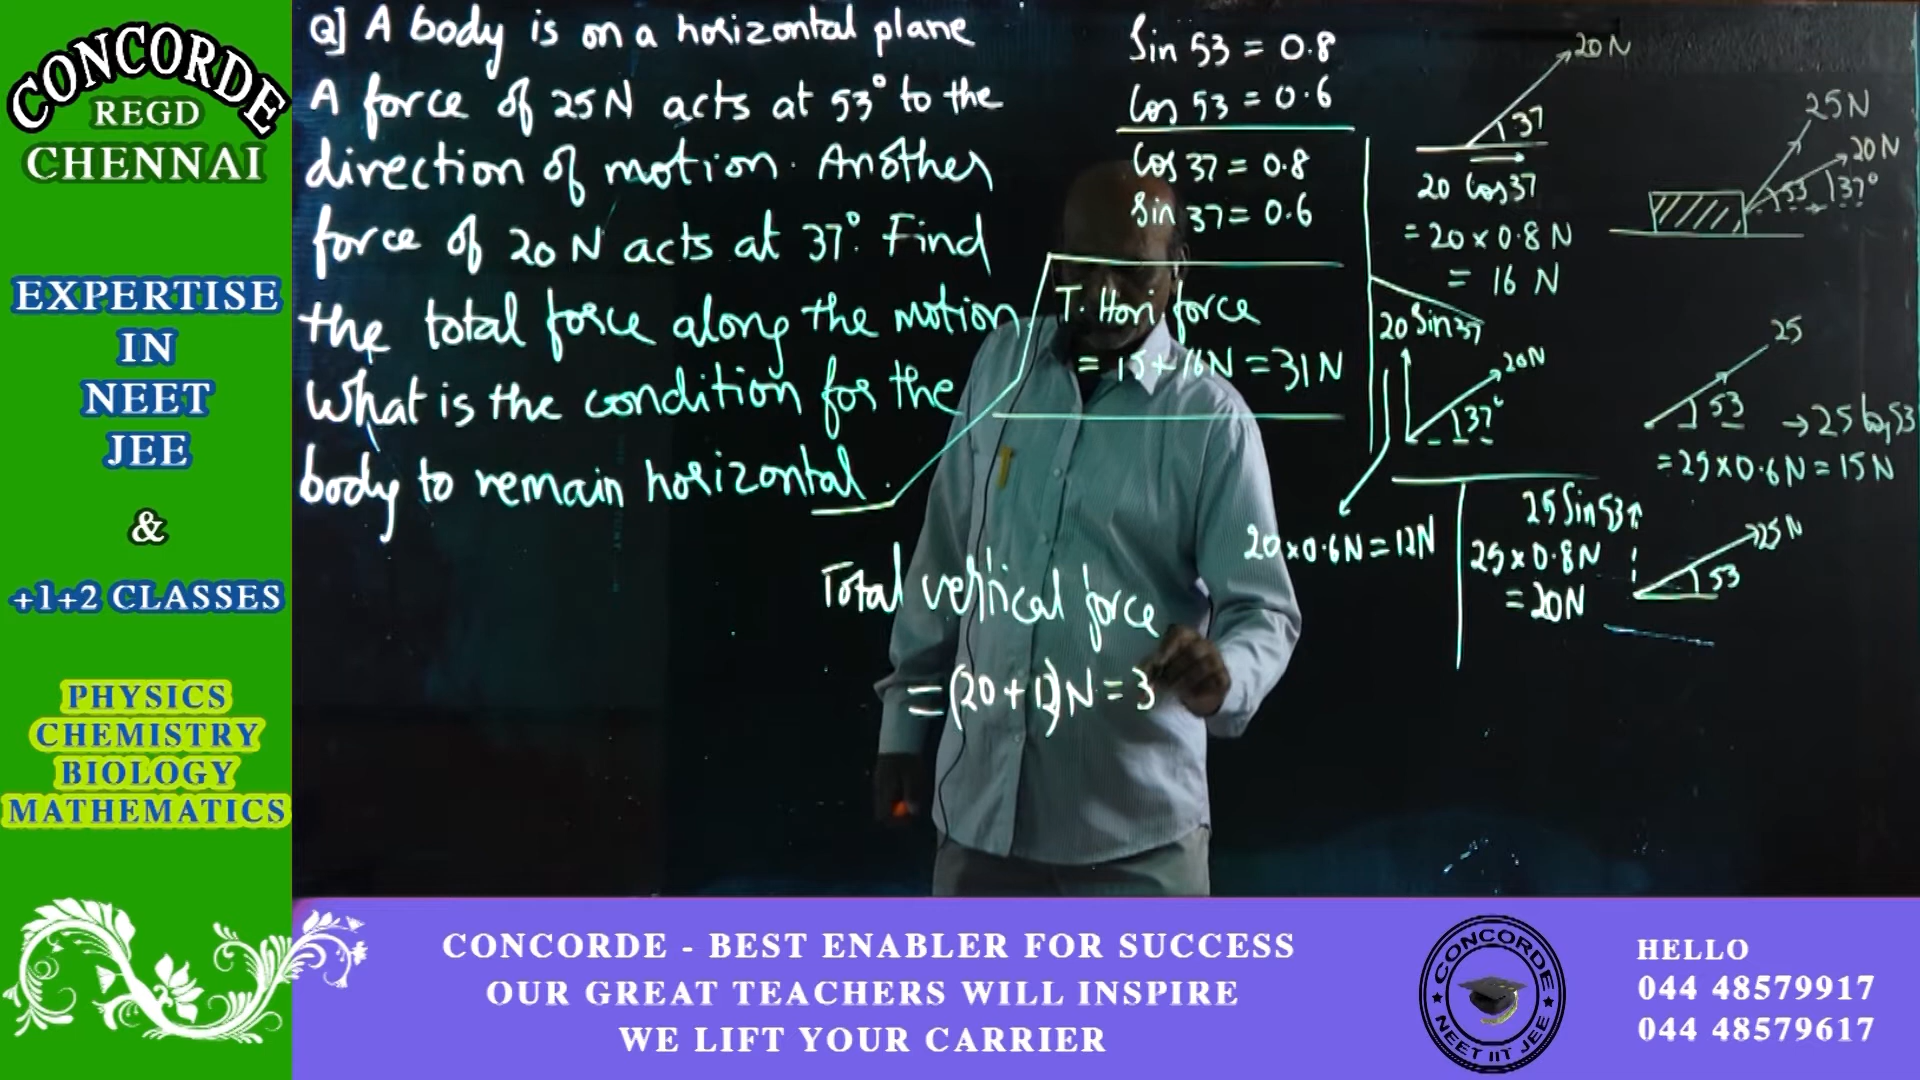 CONCORDE
REGD
CHENNAI
EXPERTISE
IN
NEET
JEE
&
+1+2 CLASSES
PHYSICS
CHEMISTRY
BIOLOGY
MATHEMATICS
Q] A body is on a horizontal plane
A force of 25N acts at 53° to the
direction of motion. Another
force of 20 N acts at 37°. Find
the total force along the motion.
What is the condition for the
body to remain horizontal.
Sin 53 = 0.8
Cos 53 = 0.6
Cos 37 = 0.8
Sin 37 = 0.6
T. Hori. force
= 15+16N = 31N
Total vertical force
= (20+12)N = 3
20N
37
20 Cos37
= 20×0.8 N
= 16 N
20 Sin37
20N
37°
20×0.6N = 12N
25N
20N
53 37°
25
53 → 25 Cos 53
= 25×0.6N = 15N
25 Sin53
25×0.8N
= 20N
25N
53
CONCORDE - BEST ENABLER FOR SUCCESS
OUR GREAT TEACHERS WILL INSPIRE
WE LIFT YOUR CARRIER
CONCORDE
NEET IIT JEE
HELLO
044 48579917
044 48579617